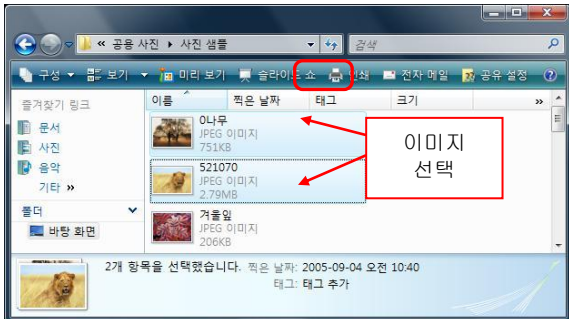 « 공용 사진 ▸ 사진 샘플
검색
구성 보기 미리 보기 슬라이드 쇼 인쇄 전자 메일 공유 설정
즐겨찾기 링크
문서
사진
음악
기타 »
폴더
바탕 화면
이름 찍은 날짜 태그 크기 »
0나무
JPEG 이미지
751KB
521070
JPEG 이미지
2.79MB
겨울잎
JPEG 이미지
206KB
이미지
선택
2개 항목을 선택했습니다. 찍은 날짜: 2005-09-04 오전 10:40
태그: 태그 추가